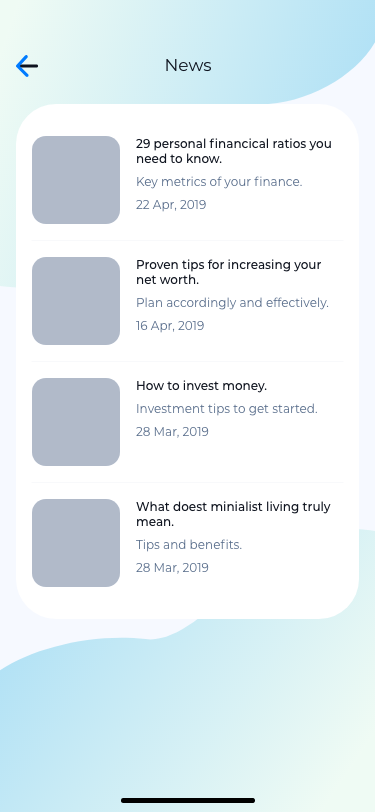 News
29 personal financical ratios you
need to know.
Key metrics of your finance.
22 Apr, 2019
Proven tips for increasing your
net worth.
Plan accordingly and effectively.
16 Apr, 2019
How to invest money.
Investment tips to get started.
28 Mar, 2019
What doest minialist living truly
mean.
Tips and benefits.
28 Mar, 2019